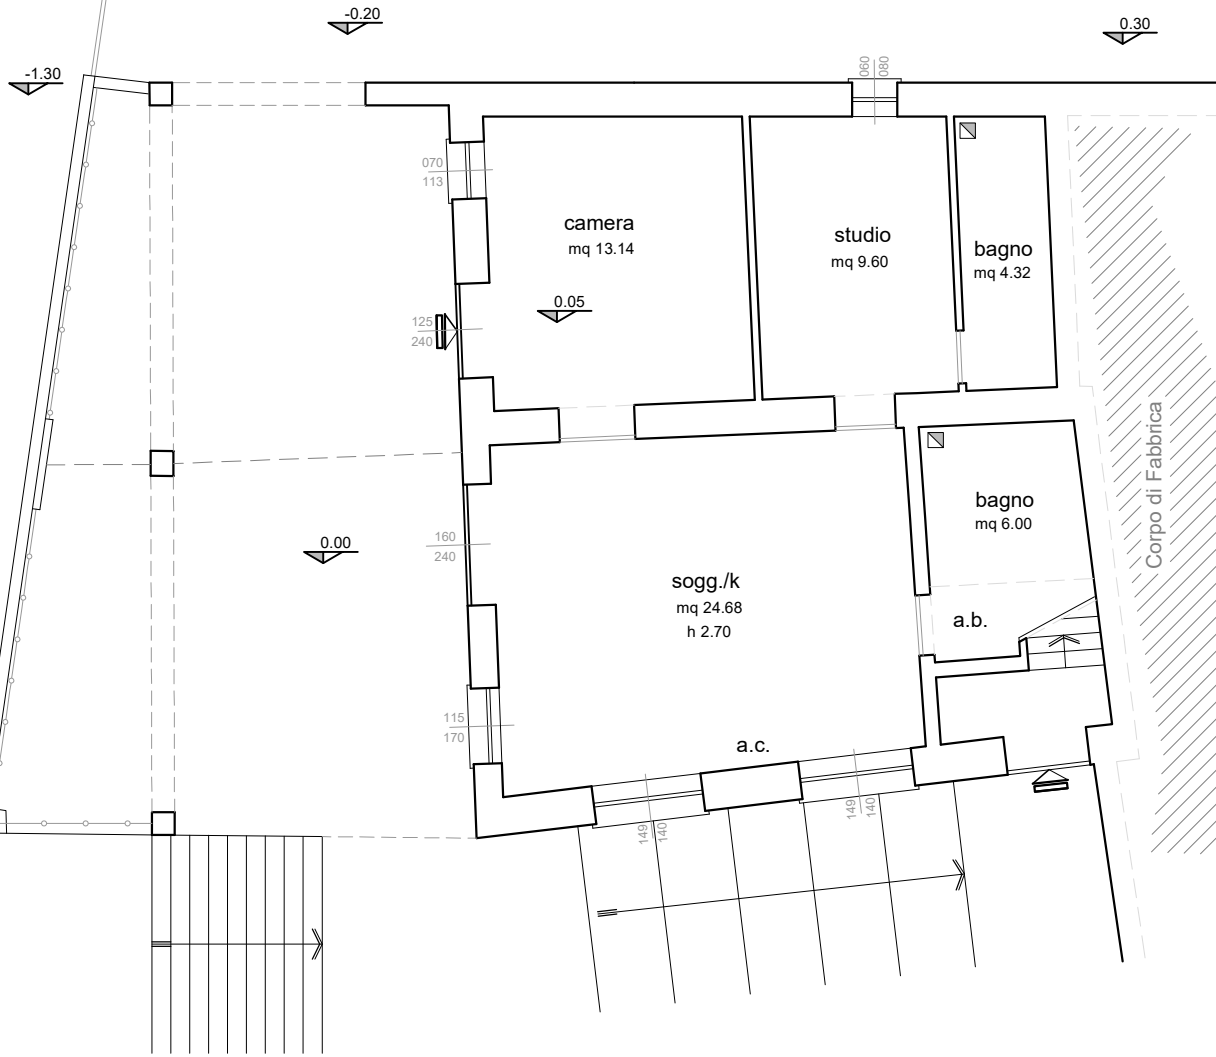 -0.20
0.30
-1.30
060
080
070
113
camera
mq 13.14
studio
mq 9.60
bagno
mq 4.32
0.05
125
240
Corpo di Fabbrica
bagno
mq 6.00
0.00
160
240
sogg./k
mq 24.68
h 2.70
a.b.
115
170
a.c.
149
140
149
140